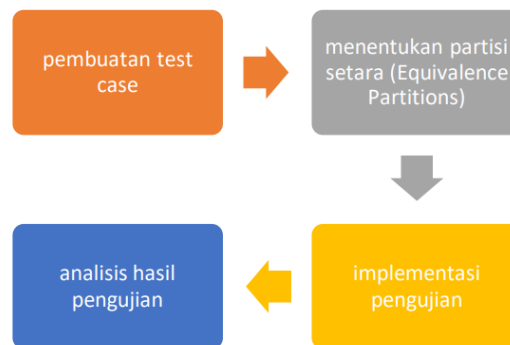 pembuatan test
case
menentukan partisi
setara (Equivalence
Partitions)
implementasi
pengujian
analisis hasil
pengujian